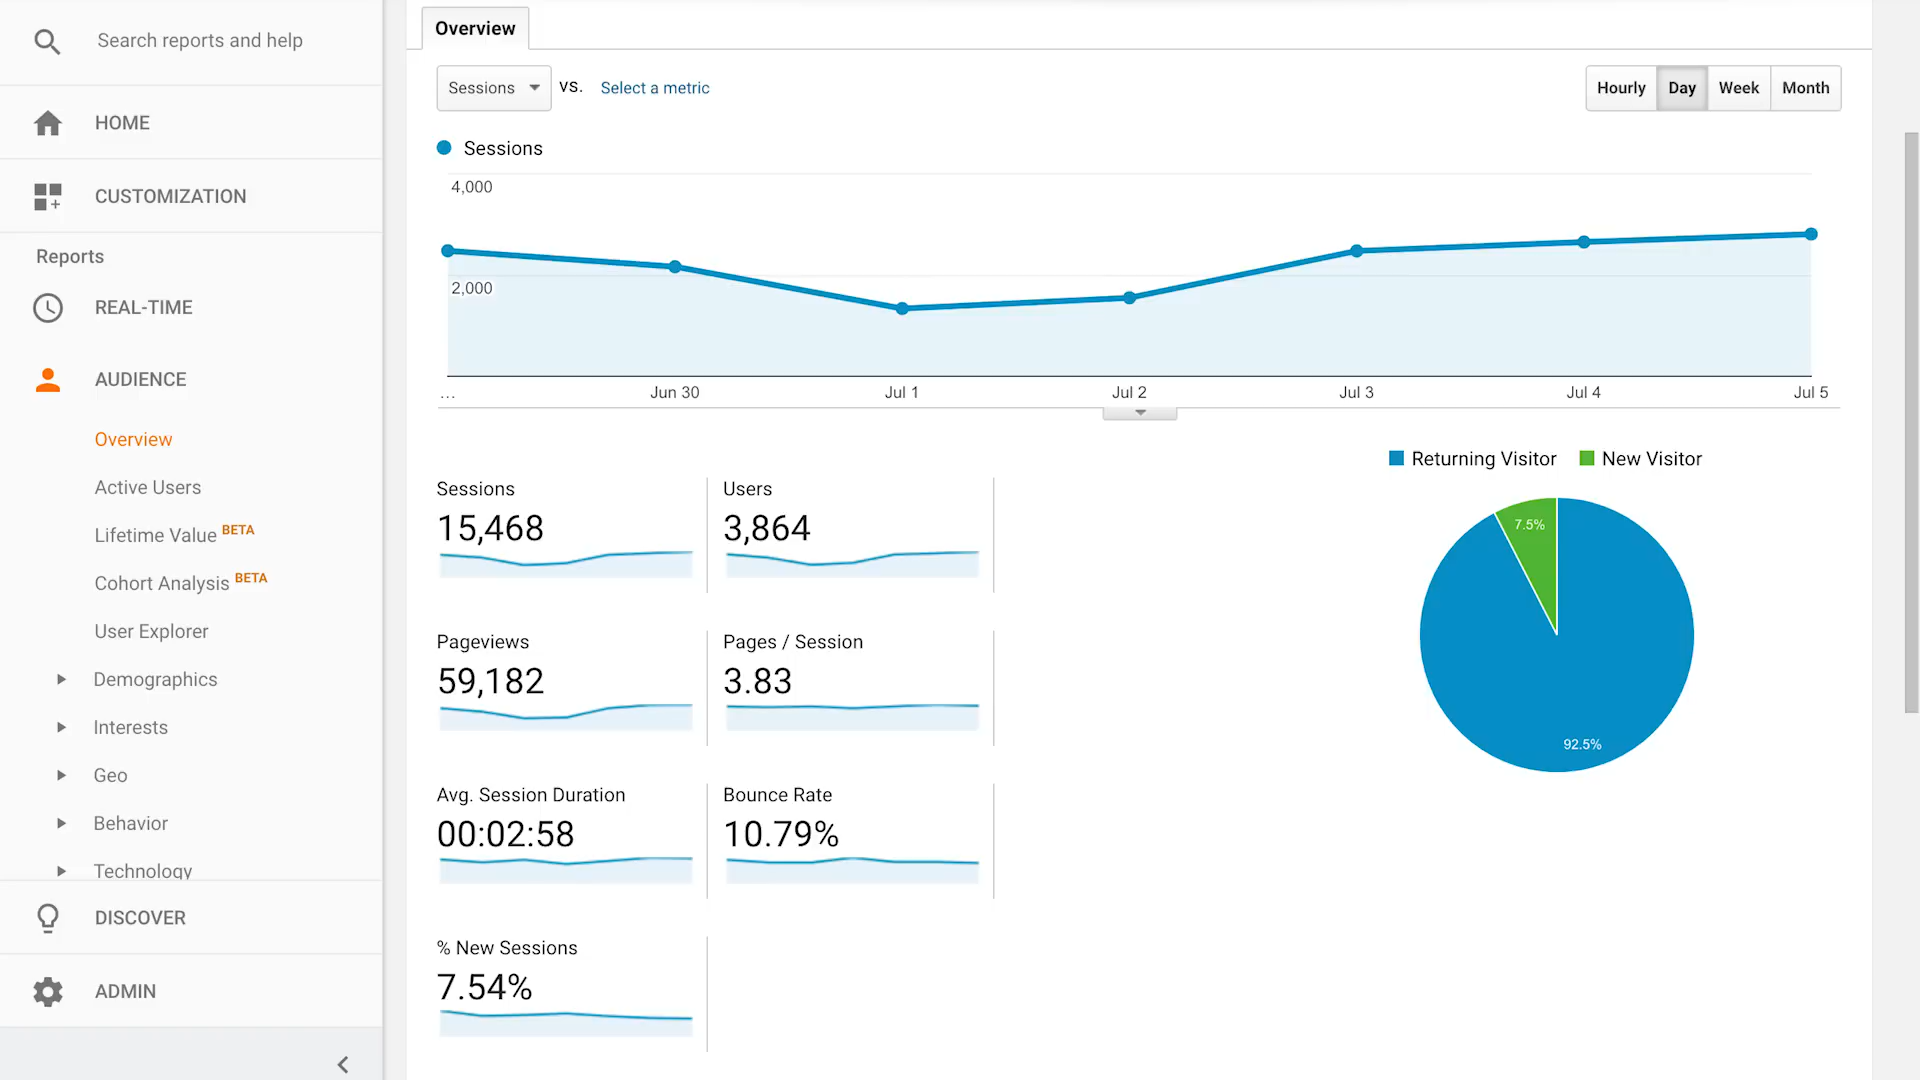 Search reports and help
HOME
CUSTOMIZATION
Reports
REAL-TIME
AUDIENCE
Overview
Active Users
Lifetime Value BETA
Cohort Analysis BETA
User Explorer
Demographics
Interests
Geo
Behavior
Technology
DISCOVER
ADMIN
Overview
Sessions VS. Select a metric
Hourly Day Week Month
Sessions
4,000
2,000
... Jun 30 Jul 1 Jul 2 Jul 3 Jul 4 Jul 5
Returning Visitor New Visitor
7.5%
92.5%
Sessions
15,468
Users
3,864
Pageviews
59,182
Pages / Session
3.83
Avg. Session Duration
00:02:58
Bounce Rate
10.79%
% New Sessions
7.54%